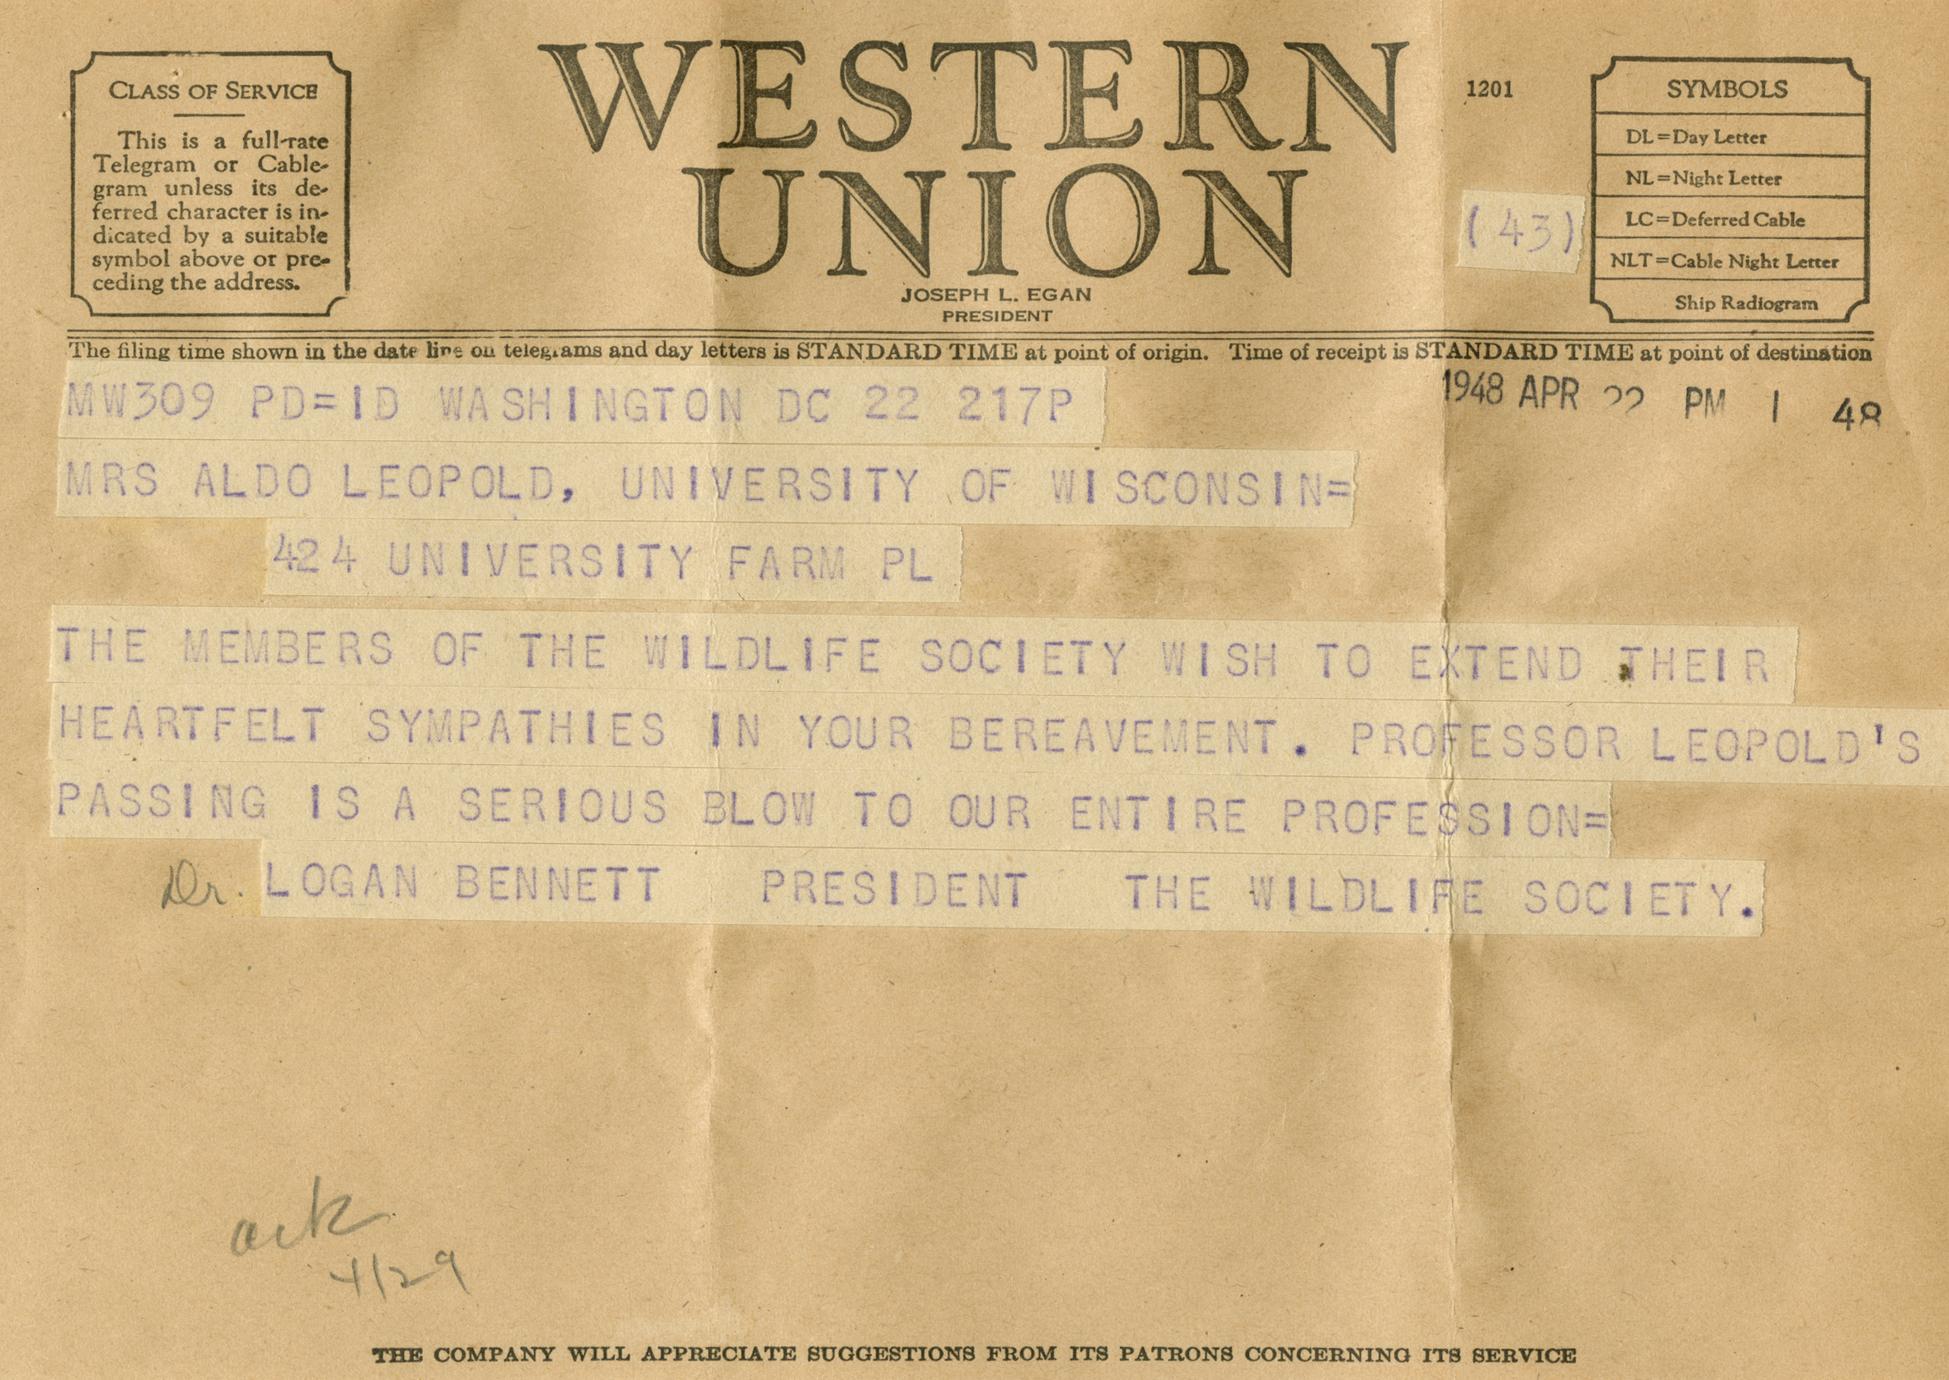 CLASS OF SERVICE
This is a full-rate
Telegram or Cable-
gram unless its de-
ferred character is in-
dicated by a suitable
symbol above or pre-
ceding the address.
WESTERN
UNION
JOSEPH L. EGAN
PRESIDENT
1201
(43)
SYMBOLS
DL=Day Letter
NL=Night Letter
LC=Deferred Cable
NLT=Cable Night Letter
Ship Radiogram
The filing time shown in the date line on telegrams and day letters is STANDARD TIME at point of origin. Time of receipt is STANDARD TIME at point of destination
MW309 PD=ID WASHINGTON DC 22 217P
1948 APR 22 PM 1 48
MRS ALDO LEOPOLD, UNIVERSITY OF WISCONSIN=
424 UNIVERSITY FARM PL
THE MEMBERS OF THE WILDLIFE SOCIETY WISH TO EXTEND THEIR
HEARTFELT SYMPATHIES IN YOUR BEREAVEMENT. PROFESSOR LEOPOLD'S
PASSING IS A SERIOUS BLOW TO OUR ENTIRE PROFESSION=
Dr. LOGAN BENNETT PRESIDENT THE WILDLIFE SOCIETY.
ack
4/29
THE COMPANY WILL APPRECIATE SUGGESTIONS FROM ITS PATRONS CONCERNING ITS SERVICE